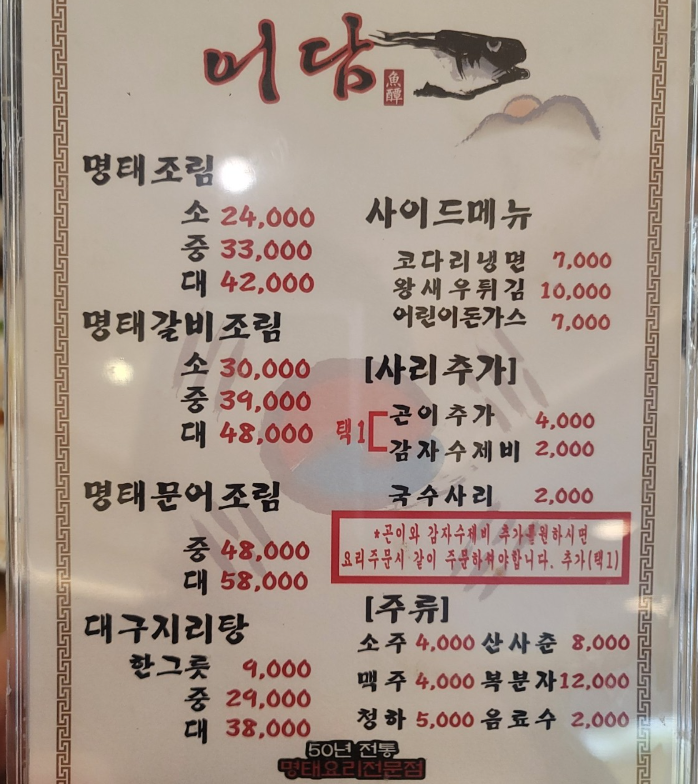 어담
魚醰
명태조림
소 24,000
중 33,000
대 42,000
명태갈비조림
소 30,000
중 39,000
대 48,000
명태문어조림
중 48,000
대 58,000
대구지리탕
한그릇 9,000
중 29,000
대 38,000
사이드메뉴
코다리냉면 7,000
왕새우튀김 10,000
어린이돈가스 7,000
[사리추가]
택1
곤이추가 4,000
감자수제비 2,000
국수사리 2,000
*곤이와 감자수제비 추가를원하시면
요리주문시 같이 주문하셔야합니다. 추가(택1)
[주류]
소주 4,000 산사춘 8,000
맥주 4,000 복분자 12,000
청하 5,000 음료수 2,000
50년 전통
명태요리전문점